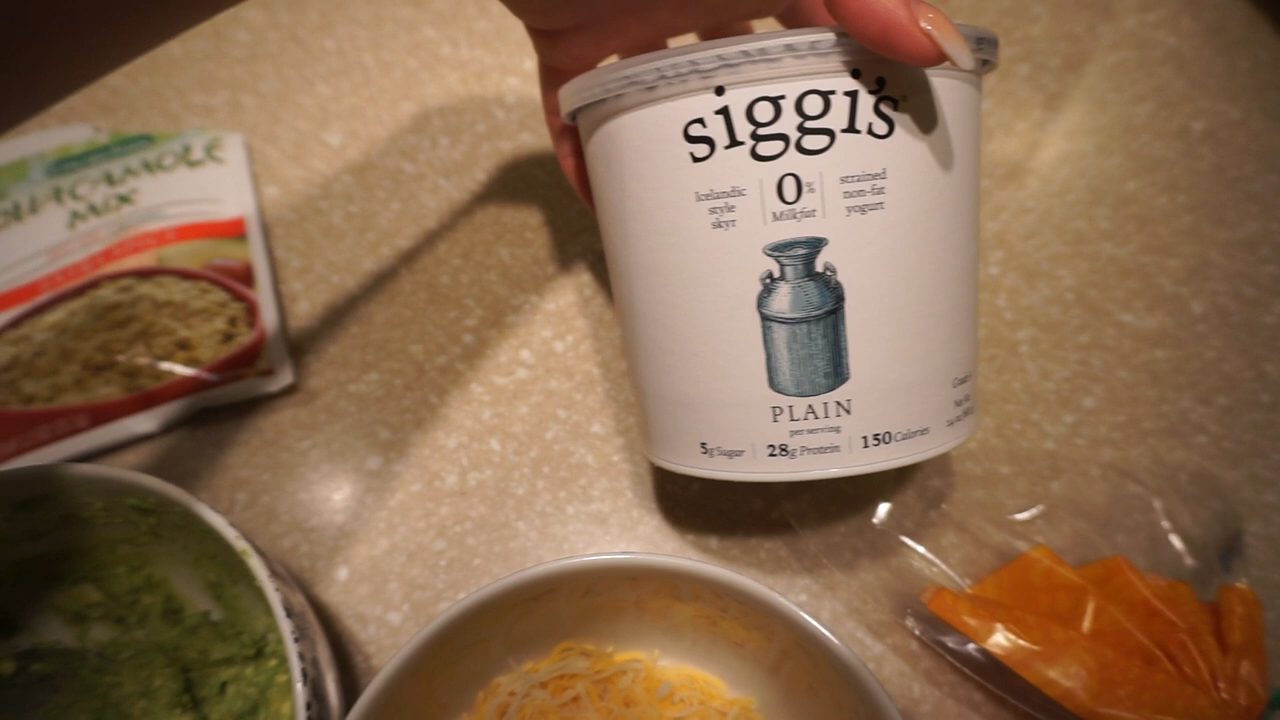 siggi's
Icelandic
style
skyr
0%
Milkfat
strained
non-fat
yogurt
PLAIN
per serving
5g Sugar
28g Protein
150 Calories
GUACAMOLE
MIX